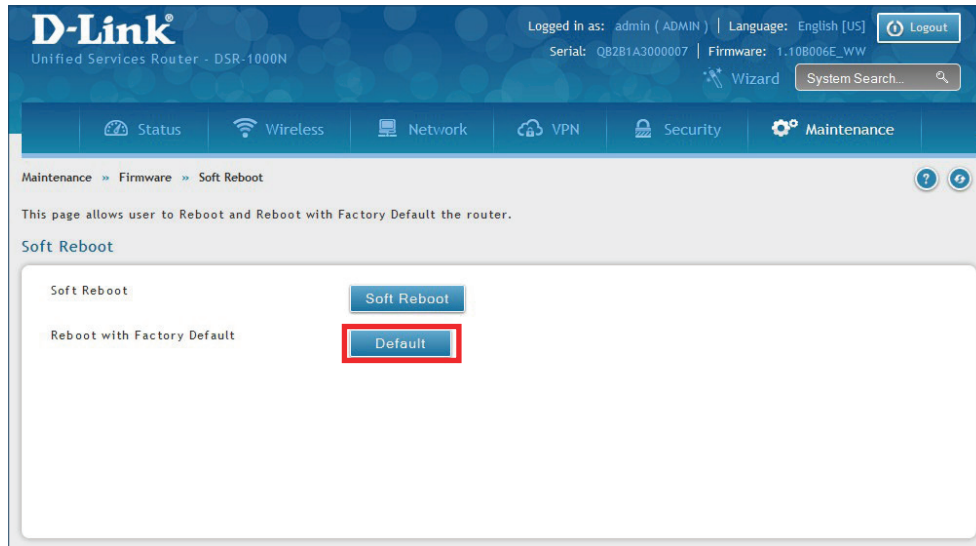 D-Link
Unified Services Router - DSR-1000N
Logged in as: admin ( ADMIN ) | Language: English [US]
Logout
Serial: QB2B1A3000007 | Firmware: 1.10B006E_WW
Wizard
System Search...
Status
Wireless
Network
VPN
Security
Maintenance
Maintenance » Firmware » Soft Reboot
This page allows user to Reboot and Reboot with Factory Default the router.
Soft Reboot
Soft Reboot
Soft Reboot
Reboot with Factory Default
Default